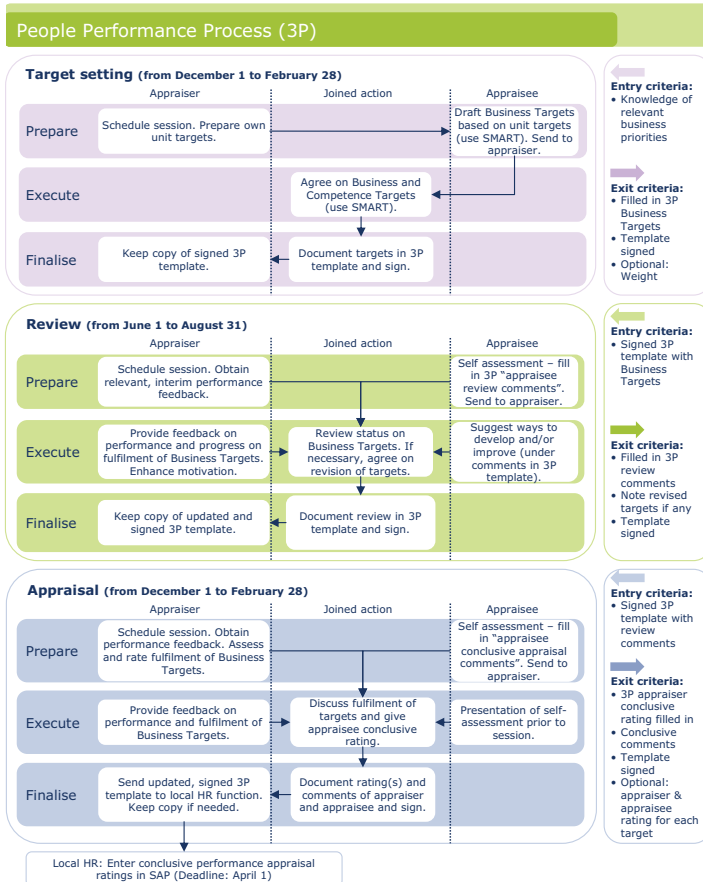 People Performance Process (3P)
Target setting (from December 1 to February 28)
Appraiser
Joined action
Appraisee
Prepare
Schedule session. Prepare own
unit targets.
Draft Business Targets
based on unit targets
(use SMART). Send to
appraiser.
Execute
Agree on Business and
Competence Targets
(use SMART).
Finalise
Keep copy of signed 3P
template.
Document targets in 3P
template and sign.
Entry criteria:
• Knowledge of
relevant
business
priorities
Exit criteria:
• Filled in 3P
Business
Targets
• Template
signed
• Optional:
Weight
Review (from June 1 to August 31)
Appraiser
Joined action
Appraisee
Prepare
Schedule session. Obtain
relevant, interim performance
feedback.
Self assessment – fill
in 3P “appraisee
review comments”.
Send to appraiser.
Execute
Provide feedback on
performance and progress on
fulfilment of Business Targets.
Enhance motivation.
Review status on
Business Targets. If
necessary, agree on
revision of targets.
Suggest ways to
develop and/or
improve (under
comments in 3P
template).
Finalise
Keep copy of updated and
signed 3P template.
Document review in 3P
template and sign.
Entry criteria:
• Signed 3P
template with
Business
Targets
Exit criteria:
• Filled in 3P
review
comments
• Note revised
targets if any
• Template
signed
Appraisal (from December 1 to February 28)
Appraiser
Joined action
Appraisee
Prepare
Schedule session. Obtain
performance feedback. Assess
and rate fulfilment of Business
Targets.
Self assessment – fill
in “appraisee
conclusive appraisal
comments”. Send to
appraiser.
Execute
Provide feedback on
performance and fulfilment of
Business Targets.
Discuss fulfilment of
targets and give
appraisee conclusive
rating.
Presentation of self-
assessment prior to
session.
Finalise
Send updated, signed 3P
template to local HR function.
Keep copy if needed.
Document rating(s) and
comments of appraiser
and appraisee and sign.
Entry criteria:
• Signed 3P
template with
review
comments
Exit criteria:
• 3P appraiser
conclusive
rating filled in
• Conclusive
comments
• Template
signed
• Optional:
appraiser &
appraisee
rating for each
target
Local HR: Enter conclusive performance appraisal
ratings in SAP (Deadline: April 1)